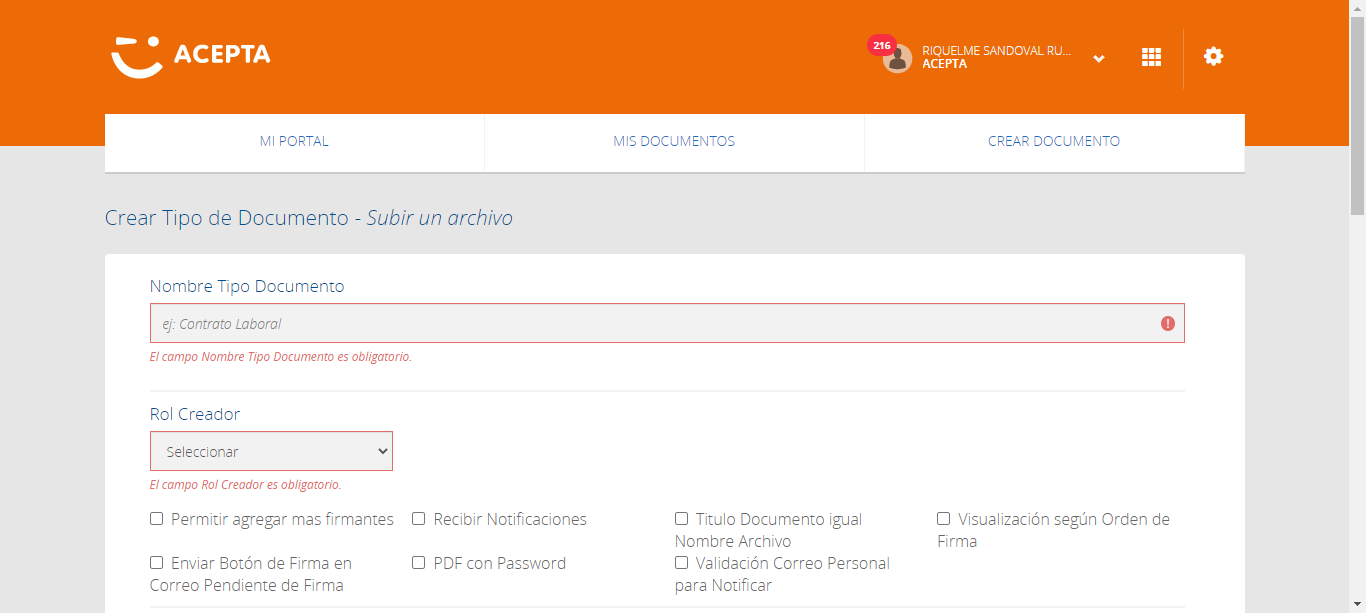 ACEPTA
216
RIQUELME SANDOVAL RU...
ACEPTA
MI PORTAL
MIS DOCUMENTOS
CREAR DOCUMENTO
Crear Tipo de Documento - Subir un archivo
Nombre Tipo Documento
ej: Contrato Laboral
El campo Nombre Tipo Documento es obligatorio.
Rol Creador
Seleccionar
El campo Rol Creador es obligatorio.
Permitir agregar mas firmantes
Recibir Notificaciones
Titulo Documento igual
Nombre Archivo
Visualización según Orden de
Firma
Enviar Botón de Firma en
Correo Pendiente de Firma
PDF con Password
Validación Correo Personal
para Notificar